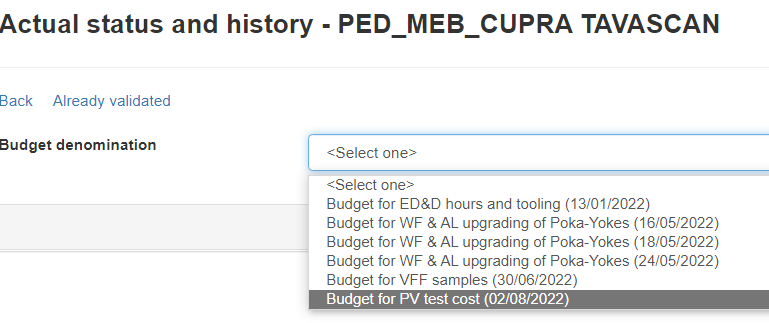 Actual status and history - PED_MEB_CUPRA TAVASCAN
Back Already validated
Budget denomination
<Select one>
<Select one>
Budget for ED&D hours and tooling (13/01/2022)
Budget for WF & AL upgrading of Poka-Yokes (16/05/2022)
Budget for WF & AL upgrading of Poka-Yokes (18/05/2022)
Budget for WF & AL upgrading of Poka-Yokes (24/05/2022)
Budget for VFF samples (30/06/2022)
Budget for PV test cost (02/08/2022)